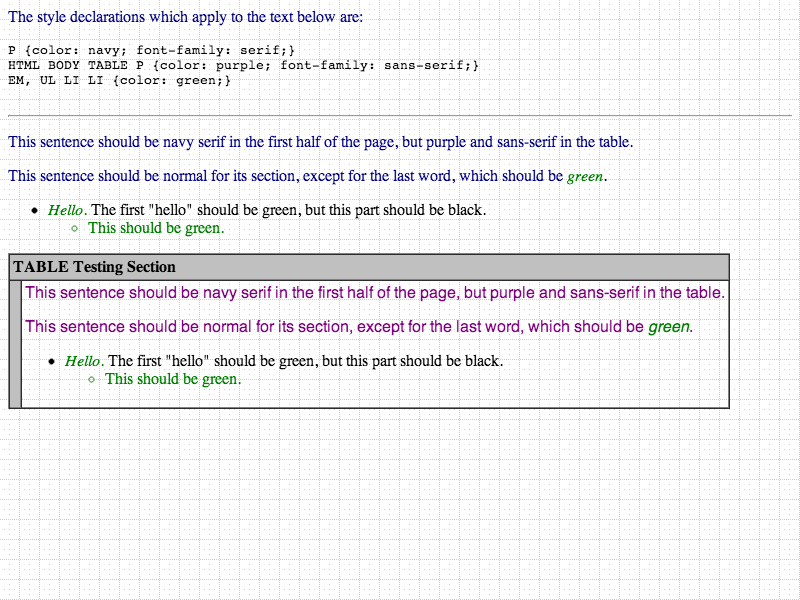 The style declarations which apply to the text below are:
P {color: navy; font-family: serif;}
HTML BODY TABLE P {color: purple; font-family: sans-serif;}
EM, UL LI LI {color: green;}
This sentence should be navy serif in the first half of the page, but purple and sans-serif in the table.
This sentence should be normal for its section, except for the last word, which should be green.
Hello. The first "hello" should be green, but this part should be black.
This should be green.
TABLE Testing Section
This sentence should be navy serif in the first half of the page, but purple and sans-serif in the table.
This sentence should be normal for its section, except for the last word, which should be green.
Hello. The first "hello" should be green, but this part should be black.
This should be green.